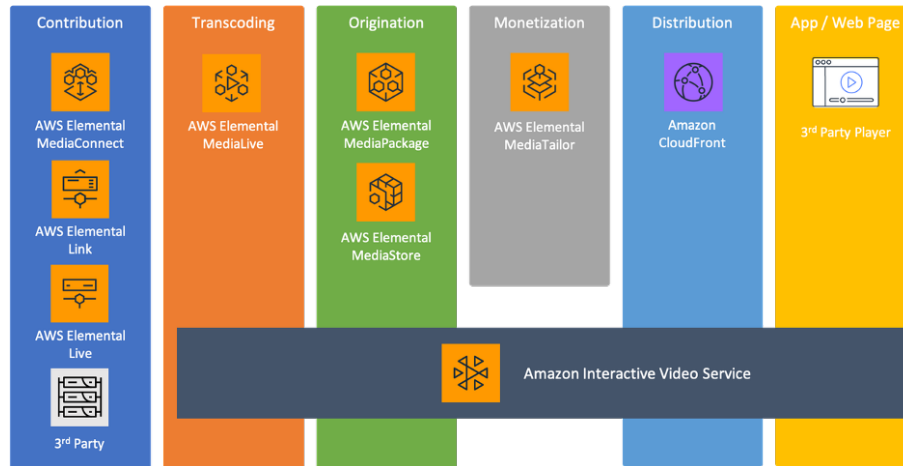 Contribution
AWS Elemental
MediaConnect
AWS Elemental
Link
AWS Elemental
Live
3rd Party
Transcoding
AWS Elemental
MediaLive
Origination
AWS Elemental
MediaPackage
AWS Elemental
MediaStore
Monetization
AWS Elemental
MediaTailor
Distribution
Amazon
CloudFront
App / Web Page
3rd Party Player
Amazon Interactive Video Service